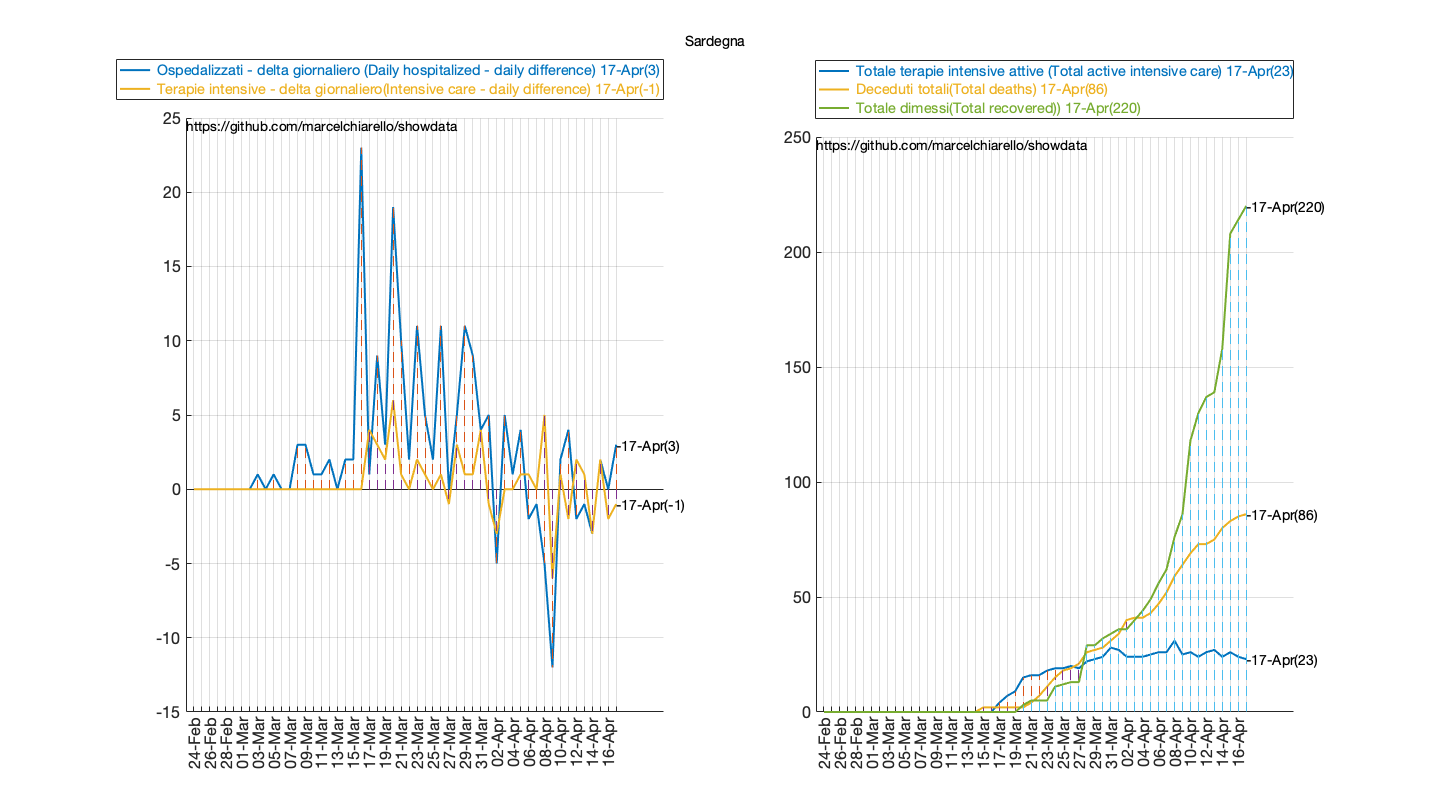 Sardegna
Ospedalizzati - delta giornaliero (Daily hospitalized - daily difference) 17-Apr(3)
Terapie intensive - delta giornaliero(Intensive care - daily difference) 17-Apr(-1)
https://github.com/marcelchiarello/showdata
25
20
15
10
5
0
-5
-10
-15
-17-Apr(3)
-17-Apr(-1)
24-Feb
26-Feb
28-Feb
01-Mar
03-Mar
05-Mar
07-Mar
09-Mar
11-Mar
13-Mar
15-Mar
17-Mar
19-Mar
21-Mar
23-Mar
25-Mar
27-Mar
29-Mar
31-Mar
02-Apr
04-Apr
06-Apr
08-Apr
10-Apr
12-Apr
14-Apr
16-Apr
Totale terapie intensive attive (Total active intensive care) 17-Apr(23)
Deceduti totali(Total deaths) 17-Apr(86)
Totale dimessi(Total recovered)) 17-Apr(220)
https://github.com/marcelchiarello/showdata
250
200
150
100
50
0
-17-Apr(220)
-17-Apr(86)
-17-Apr(23)
24-Feb
26-Feb
28-Feb
01-Mar
03-Mar
05-Mar
07-Mar
09-Mar
11-Mar
13-Mar
15-Mar
17-Mar
19-Mar
21-Mar
23-Mar
25-Mar
27-Mar
29-Mar
31-Mar
02-Apr
04-Apr
06-Apr
08-Apr
10-Apr
12-Apr
14-Apr
16-Apr